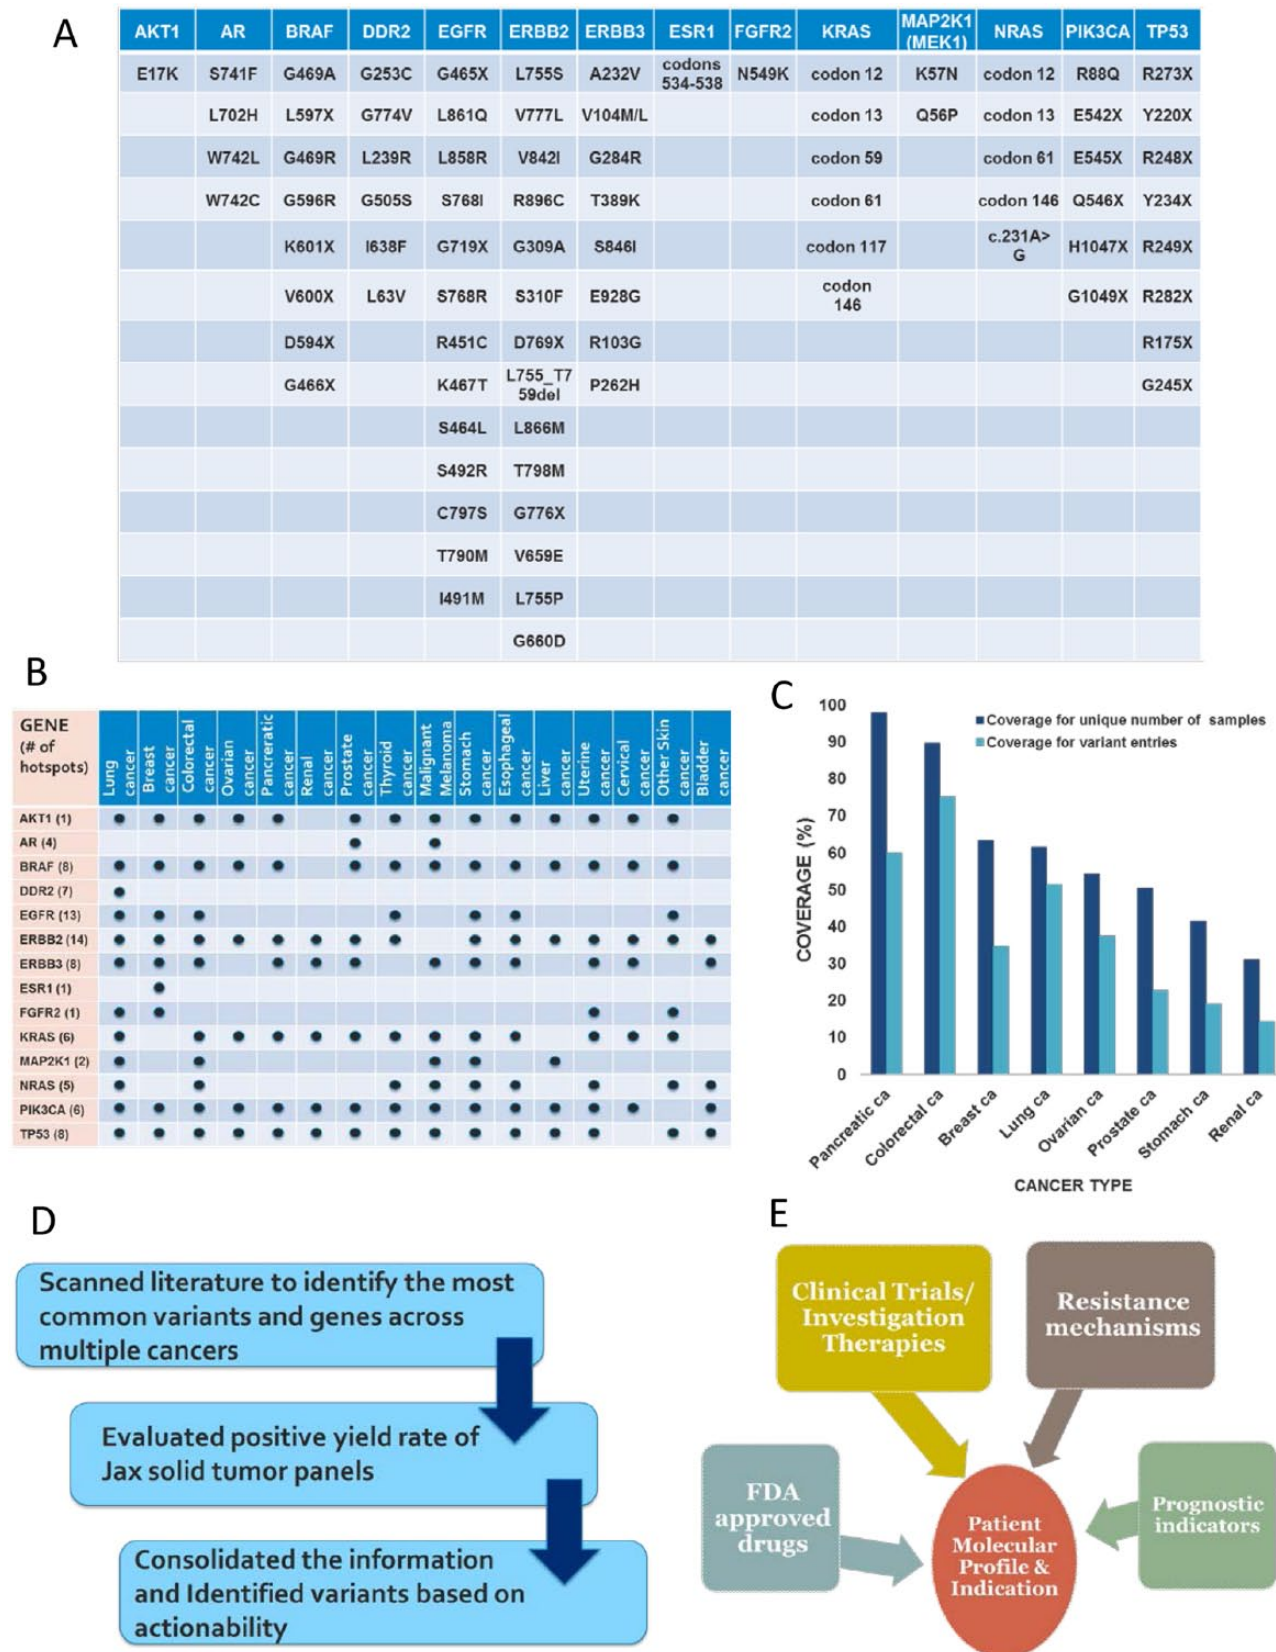 A
AKT1 AR BRAF DDR2 EGFR ERBB2 ERBB3 ESR1 FGFR2 KRAS MAP2K1 (MEK1) NRAS PIK3CA TP53
E17K S741F G469A G253C G465X L755S A232V codons 534-538 N549K codon 12 K57N codon 12 R88Q R273X
L702H L597X G774V L861Q V777L V104M/L codon 13 Q56P codon 13 E542X Y220X
W742L G469R L239R L858R V842I G284R codon 59 codon 61 E545X R248X
W742C G596R G505S S768I R896C T389K codon 61 codon 146 Q546X Y234X
K601X I638F G719X G309A S846I codon 117 c.231A> G H1047X R249X
V600X L63V S768R S310F E928G codon 146 G1049X R282X
D594X R451C D769X R103G R175X
G466X K467T L755_T7 59del P262H G245X
S464L L866M
S492R T798M
C797S G776X
T790M V659E
I491M L755P
G660D
B
GENE
(# of
hotspots)
Lung cancer
Breast cancer
Colorectal cancer
Ovarian cancer
Pancreatic cancer
Renal cancer
Prostate cancer
Thyroid cancer
Malignant Melanoma
Stomach cancer
Esophageal cancer
Liver cancer
Uterine cancer
Cervical cancer
Other Skin cancer
Bladder cancer
AKT1 (1)
AR (4)
BRAF (8)
DDR2 (7)
EGFR (13)
ERBB2 (14)
ERBB3 (8)
ESR1 (1)
FGFR2 (1)
KRAS (6)
MAP2K1 (2)
NRAS (5)
PIK3CA (6)
TP53 (8)
C
Coverage for unique number of samples
Coverage for variant entries
COVERAGE (%)
100
90
80
70
60
50
40
30
20
10
0
Pancreatic ca
Colorectal ca
Breast ca
Lung ca
Ovarian ca
Prostate ca
Stomach ca
Renal ca
CANCER TYPE
D
Scanned literature to identify the most
common variants and genes across
multiple cancers
Evaluated positive yield rate of
Jax solid tumor panels
Consolidated the information
and Identified variants based on
actionability
E
Clinical Trials/
Investigation
Therapies
Resistance
mechanisms
FDA
approved
drugs
Prognostic
indicators
Patient
Molecular
Profile &
Indication